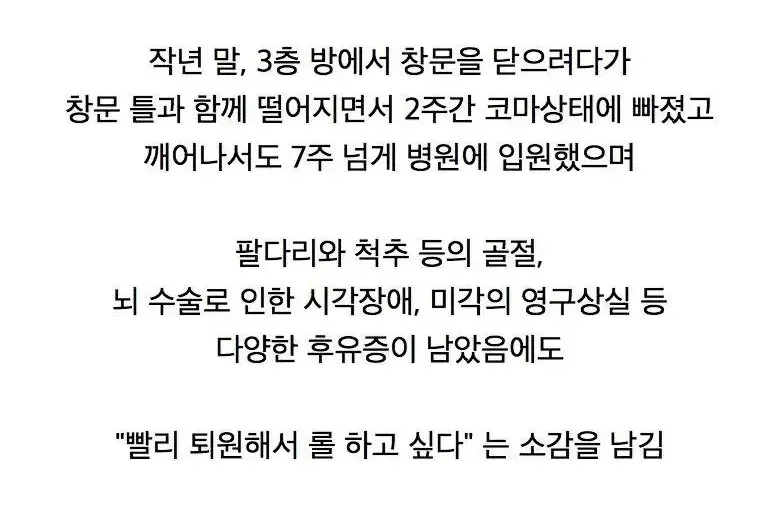 작년 말, 3층 방에서 창문을 닫으려다가
창문 틀과 함께 떨어지면서 2주간 코마상태에 빠졌고
깨어나서도 7주 넘게 병원에 입원했으며
팔다리와 척추 등의 골절,
뇌 수술로 인한 시각장애, 미각의 영구상실 등
다양한 후유증이 남았음에도
"빨리 퇴원해서 롤 하고 싶다" 는 소감을 남김